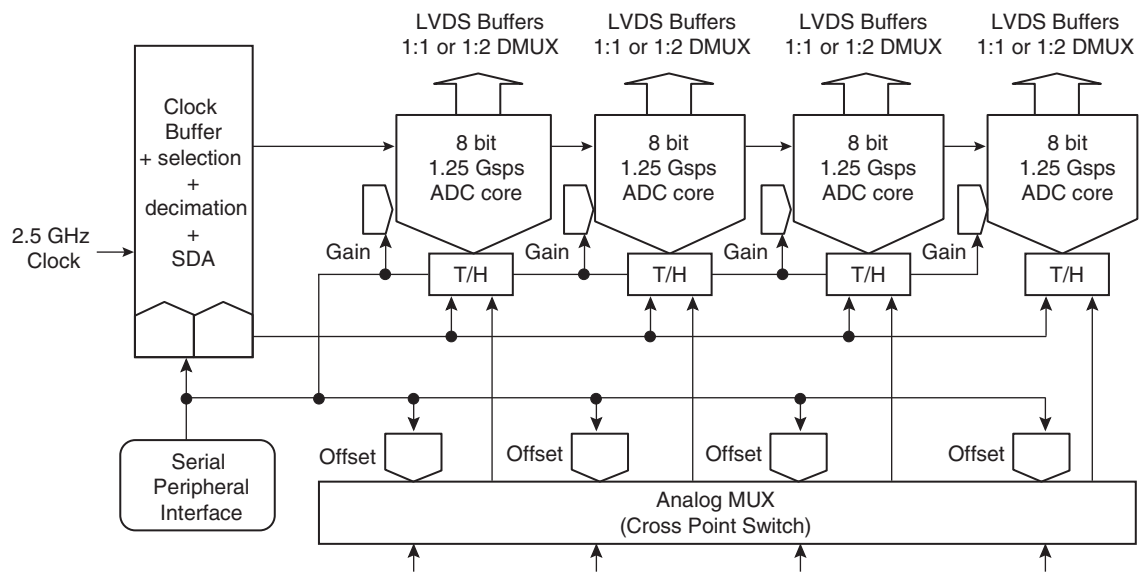 LVDS Buffers
1:1 or 1:2 DMUX
LVDS Buffers
1:1 or 1:2 DMUX
LVDS Buffers
1:1 or 1:2 DMUX
LVDS Buffers
1:1 or 1:2 DMUX
Clock
Buffer
+ selection
+
decimation
+
SDA
2.5 GHz
Clock
8 bit
1.25 Gsps
ADC core
8 bit
1.25 Gsps
ADC core
8 bit
1.25 Gsps
ADC core
8 bit
1.25 Gsps
ADC core
Gain
Gain
Gain
Gain
T/H
T/H
T/H
T/H
Serial
Peripheral
Interface
Offset
Offset
Offset
Offset
Analog MUX
(Cross Point Switch)